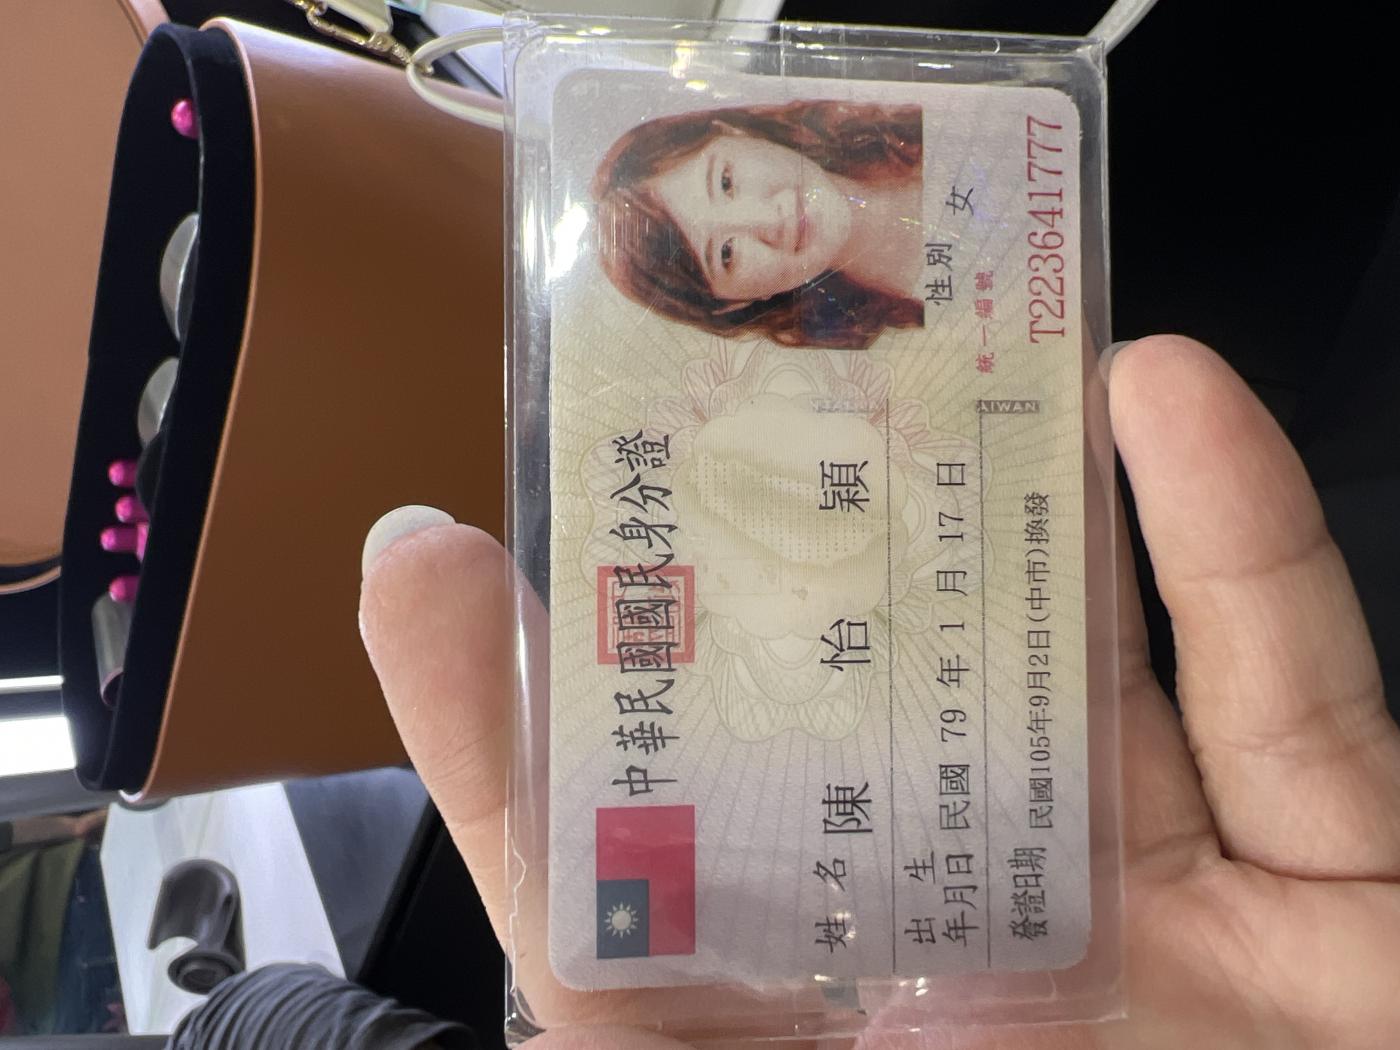 中華民國國民身分證
姓名 陳怡穎
出生年月日 民國 79 年 1 月 17 日
性別 女
發證日期 民國105年9月2日(中市)換發
統一編號
T223641777
TAIWAN